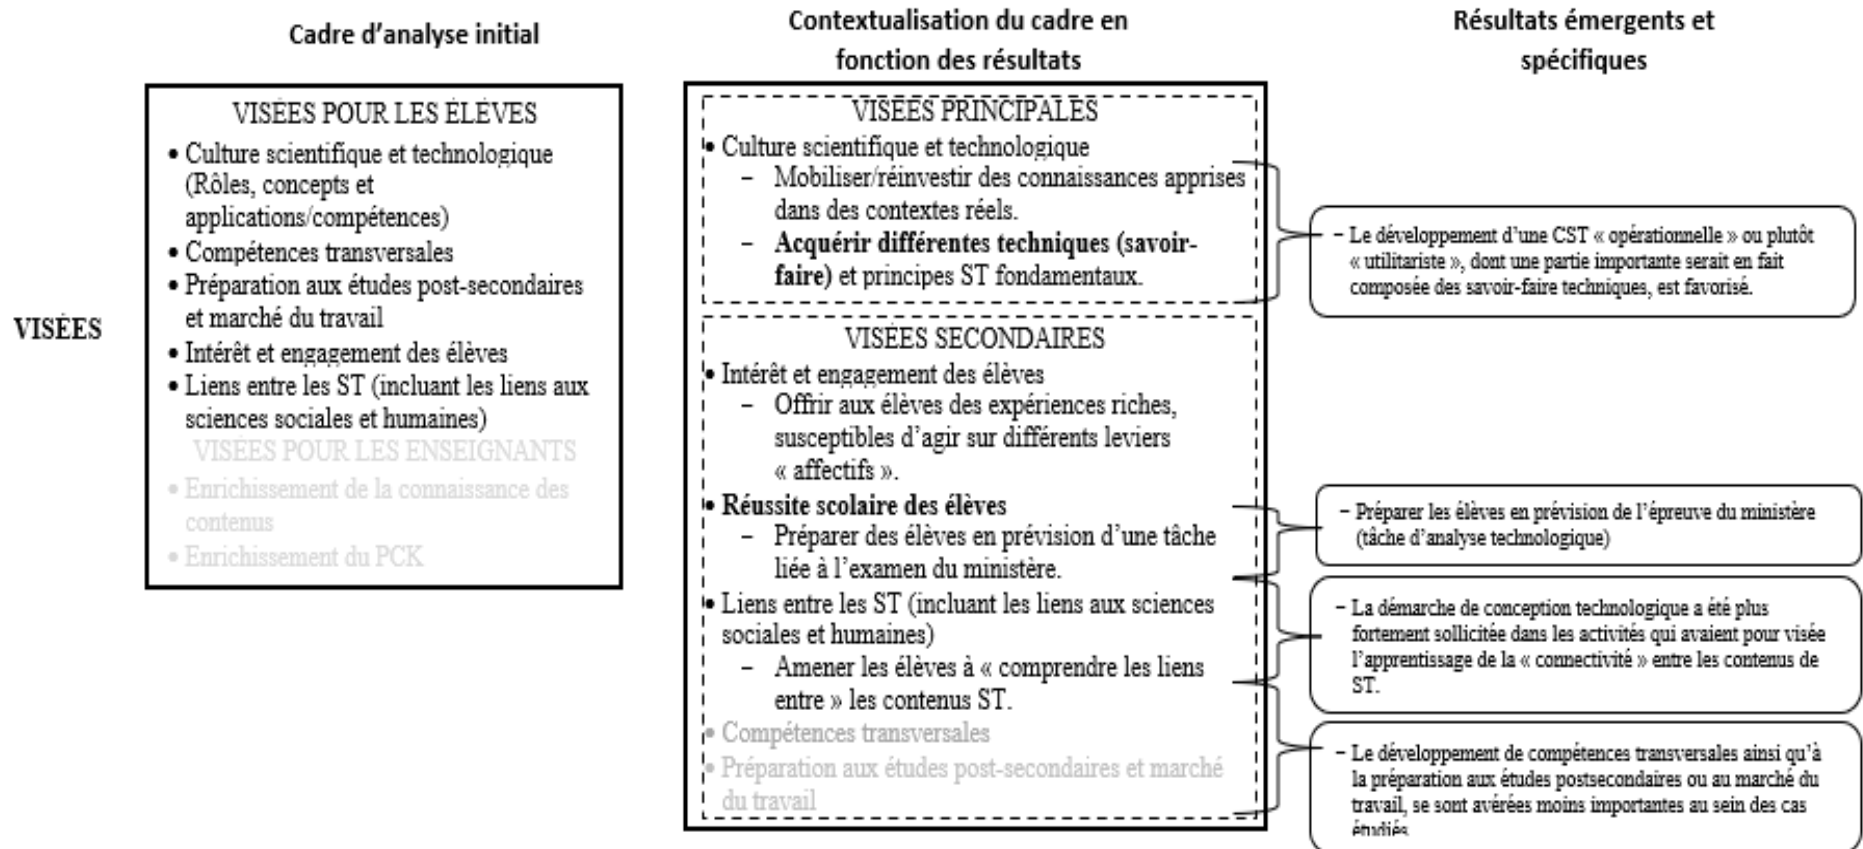 Cadre d'analyse initial
Contextualisation du cadre en
fonction des résultats
Résultats émergents et
spécifiques
VISÉES
VISÉES POUR LES ÉLÈVES
• Culture scientifique et technologique
(Rôles, concepts et
applications/compétences)
• Compétences transversales
• Préparation aux études post-secondaires
et marché du travail
• Intérêt et engagement des élèves
• Liens entre les ST (incluant les liens aux
sciences sociales et humaines)
VISÉES POUR LES ENSEIGNANTS
• Enrichissement de la connaissance des
contenus
• Enrichissement du PCK
VISÉES PRINCIPALES
• Culture scientifique et technologique
– Mobiliser/réinvestir des connaissances apprises
dans des contextes réels.
– Acquérir différentes techniques (savoir-
faire) et principes ST fondamentaux.
VISÉES SECONDAIRES
• Intérêt et engagement des élèves
– Offrir aux élèves des expériences riches,
susceptibles d'agir sur différents leviers
« affectifs ».
• Réussite scolaire des élèves
– Préparer des élèves en prévision d'une tâche
liée à l'examen du ministère.
• Liens entre les ST (incluant les liens aux sciences
sociales et humaines)
– Amener les élèves à « comprendre les liens
entre » les contenus ST.
• Compétences transversales
• Préparation aux études post-secondaires et marché
du travail
– Le développement d'une CST « opérationnelle » ou plutôt
« utilitariste », dont une partie importante serait en fait
composée des savoir-faire techniques, est favorisé.
– Préparer les élèves en prévision de l'épreuve du ministère
(tâche d'analyse technologique)
– La démarche de conception technologique a été plus
fortement sollicitée dans les activités qui avaient pour visée
l'apprentissage de la « connectivité » entre les contenus de
ST.
– Le développement de compétences transversales ainsi qu'à
la préparation aux études postsecondaires ou au marché du
travail, se sont avérées moins importantes au sein des cas
étudiés